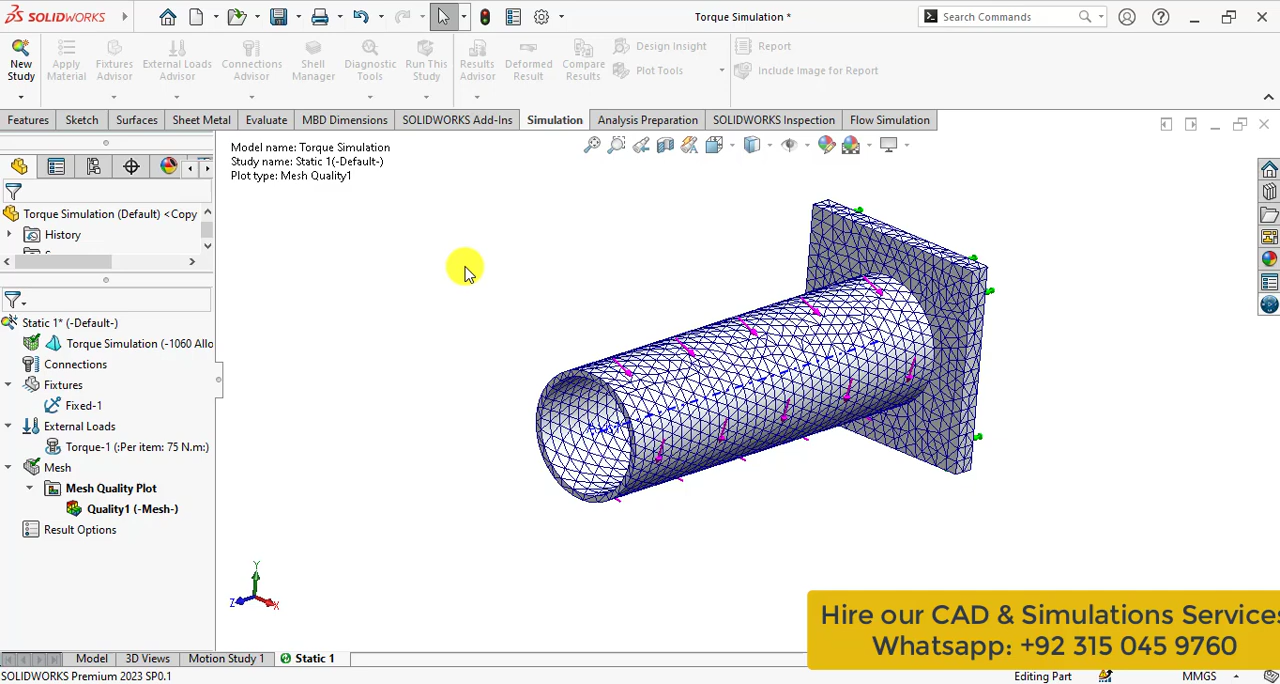 SOLIDWORKS
Torque Simulation *
Search Commands
New Study
Apply Material
Fixtures Advisor
External Loads Advisor
Connections Advisor
Shell Manager
Diagnostic Tools
Run This Study
Results Advisor
Deformed Result
Compare Results
Design Insight
Plot Tools
Report
Include Image for Report
Features
Sketch
Surfaces
Sheet Metal
Evaluate
MBD Dimensions
SOLIDWORKS Add-Ins
Simulation
Analysis Preparation
SOLIDWORKS Inspection
Flow Simulation
Model name: Torque Simulation
Study name: Static 1(-Default-)
Plot type: Mesh Quality1
Torque Simulation (Default) <Copy
History
Static 1* (-Default-)
Torque Simulation (-1060 Allo
Connections
Fixtures
Fixed-1
External Loads
Torque-1 (:Per item: 75 N.m:)
Mesh
Mesh Quality Plot
Quality1 (-Mesh-)
Result Options
Y
Z
X
Hire our CAD & Simulations Services
Whatsapp: +92 315 045 9760
Model
3D Views
Motion Study 1
Static 1
SOLIDWORKS Premium 2023 SP0.1
Editing Part
MMGS